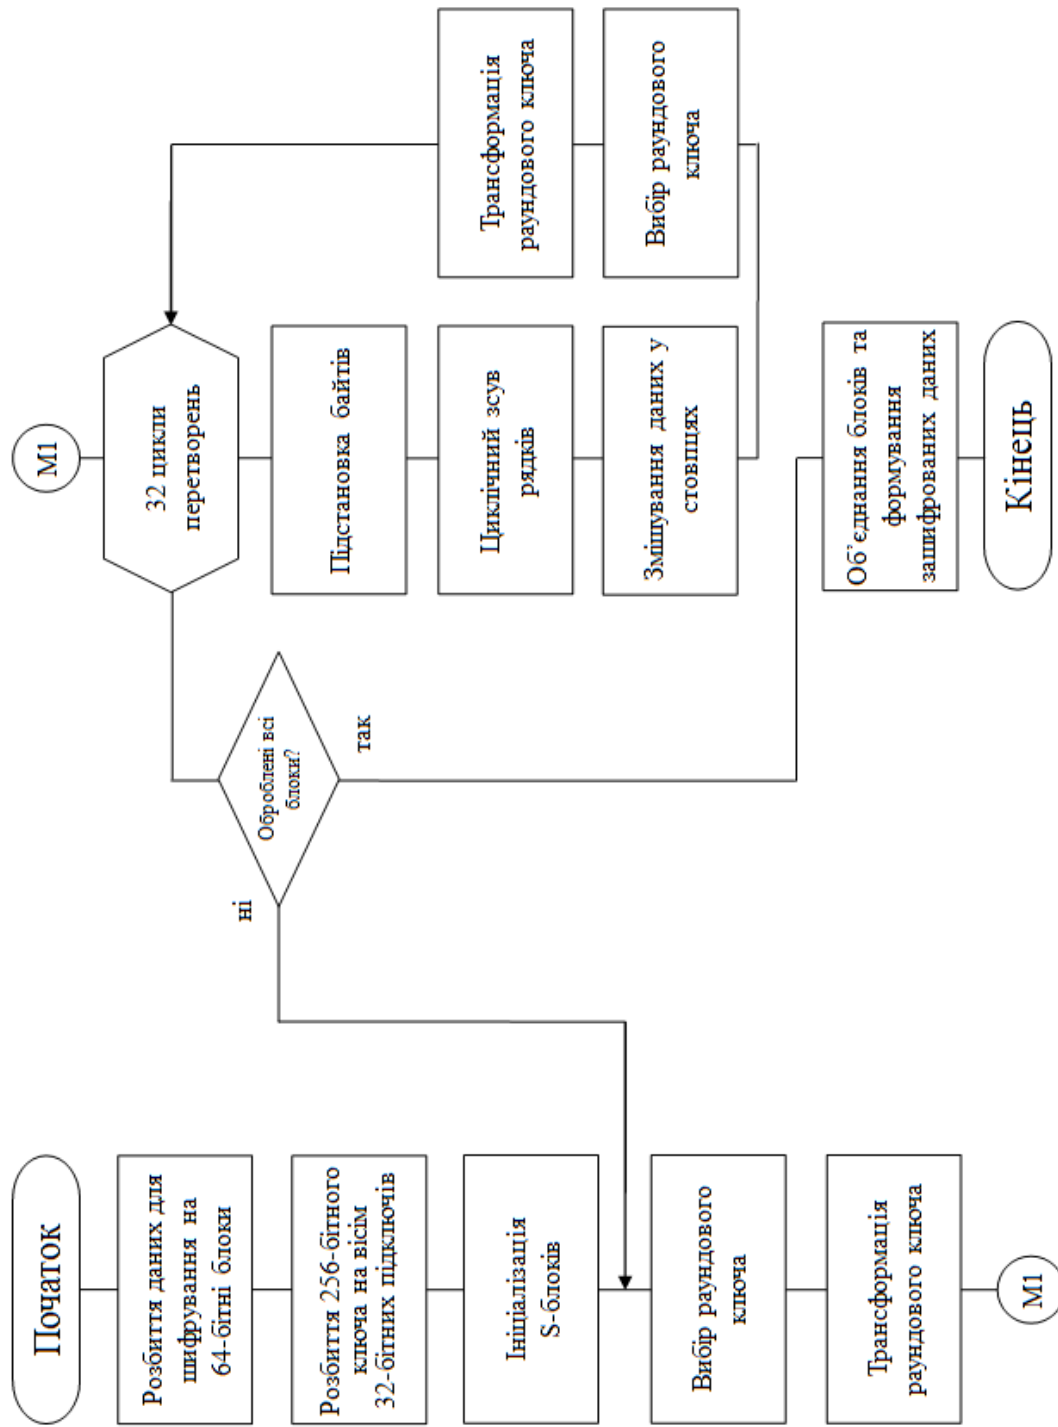 Початок
Розбиття даних для
шифрування на
64-бітні блоки
Розбиття 256-бітного
ключа на вісім
32-бітних підключів
Ініціалізація
S-блоків
Вибір раундового
ключа
Трансформація
раундового ключа
М1
М1
32 цикли
перетворень
Підстановка байтів
Циклічний зсув
рядків
Змішування даних у
стовпцях
Вибір раундового
ключа
Трансформація
раундового ключа
Оброблені всі
блоки?
ні
так
Об’єднання блоків та
формування
зашифрованих даних
Кінець